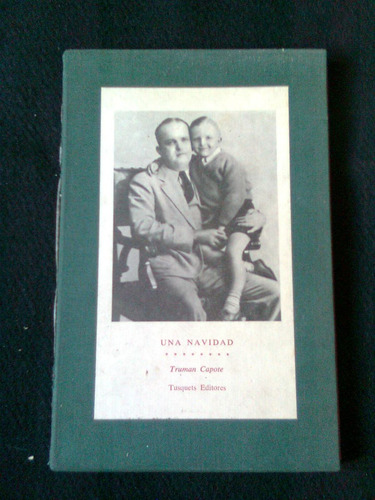 UNA NAVIDAD
Truman Capote
Tusquets Editores